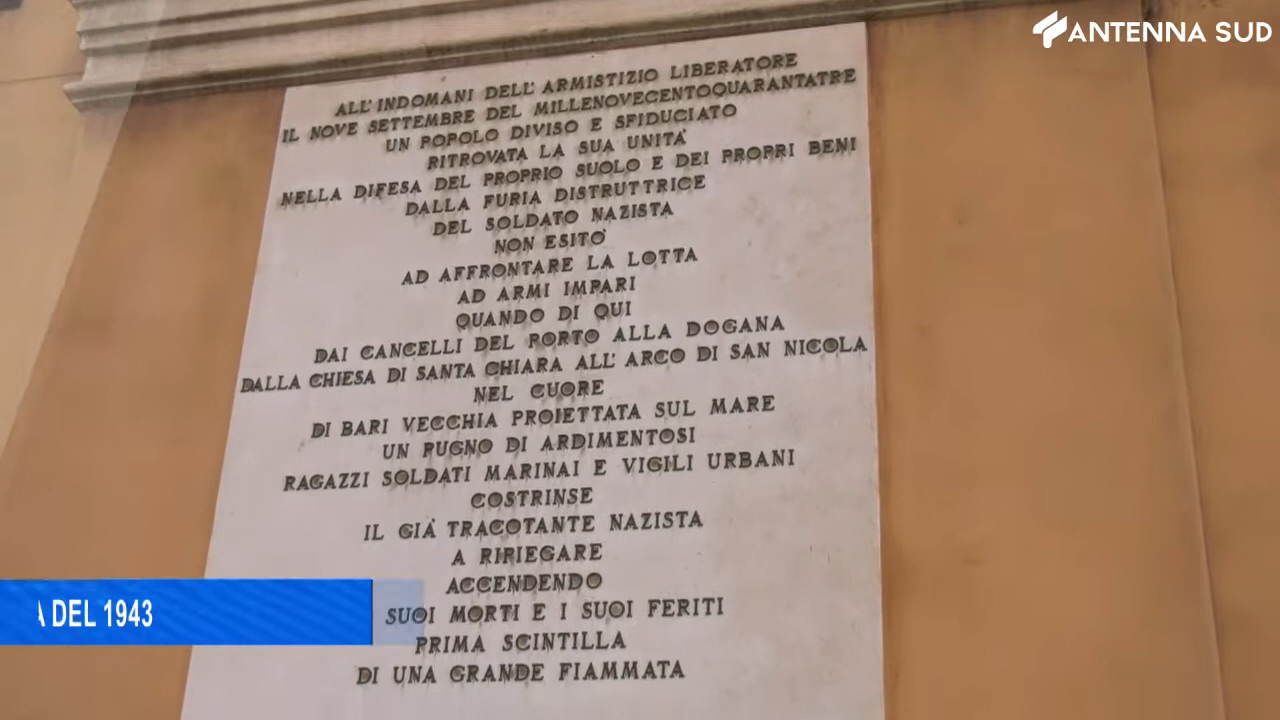 ANTENNA SUD
ALL'INDOMANI DELL'ARMISTIZIO LIBERATORE
IL NOVE SETTEMBRE DEL MILLENOVECENTOQUARANTATRE
UN POPOLO DIVISO E SFIDUCIATO
RITROVATA LA SUA UNITA'
NELLA DIFESA DEL PROPRIO SUOLO E DEI PROPRI BENI
DALLA FURIA DISTRUTTRICE
DEL SOLDATO NAZISTA
NON ESITO'
AD AFFRONTARE LA LOTTA
AD ARMI IMPARI
QUANDO DI QUI
DAI CANCELLI DEL PORTO ALLA DOGANA
DALLA CHIESA DI SANTA CHIARA ALL'ARCO DI SAN NICOLA
NEL CUORE
DI BARI VECCHIA PROIETTATA SUL MARE
UN PUGNO DI ARDIMENTOSI
RAGAZZI SOLDATI MARINAI E VIGILI URBANI
COSTRINSE
IL GIA' TRACOTANTE NAZISTA
A RIPIEGARE
ACCENDENDO
SUOI MORTI E I SUOI FERITI
PRIMA SCINTILLA
DI UNA GRANDE FIAMMATA
DEL 1943